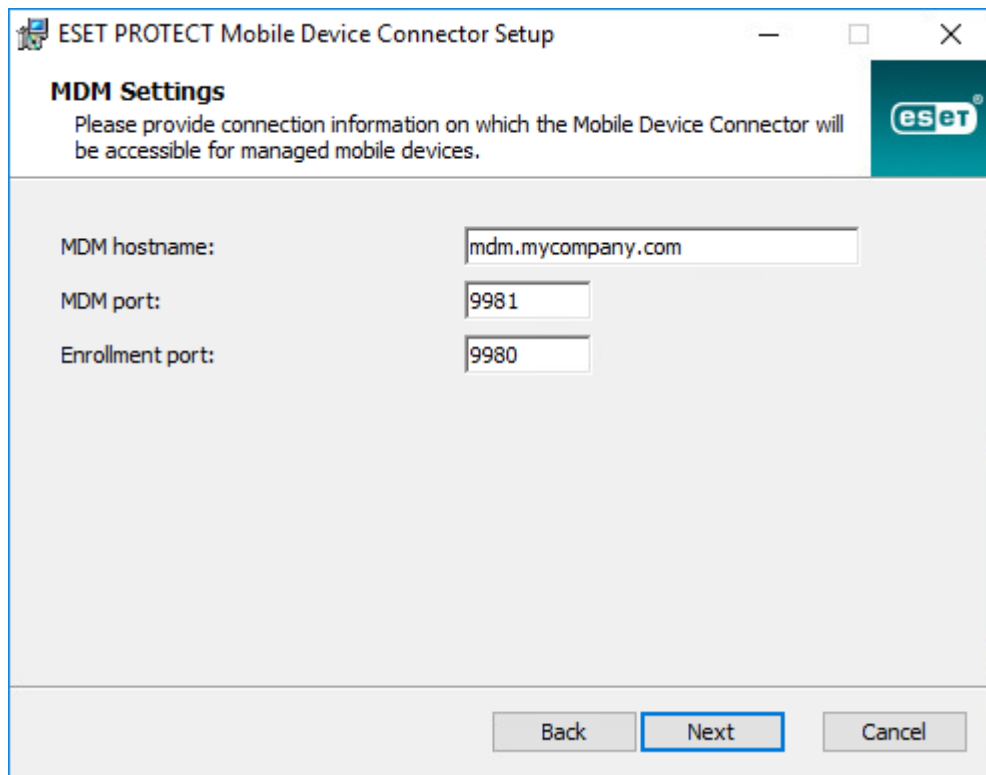 ESET PROTECT Mobile Device Connector Setup
MDM Settings
Please provide connection information on which the Mobile Device Connector will
be accessible for managed mobile devices.
eseT®
MDM hostname: mdm.mycompany.com
MDM port: 9981
Enrollment port: 9980
Back Next Cancel